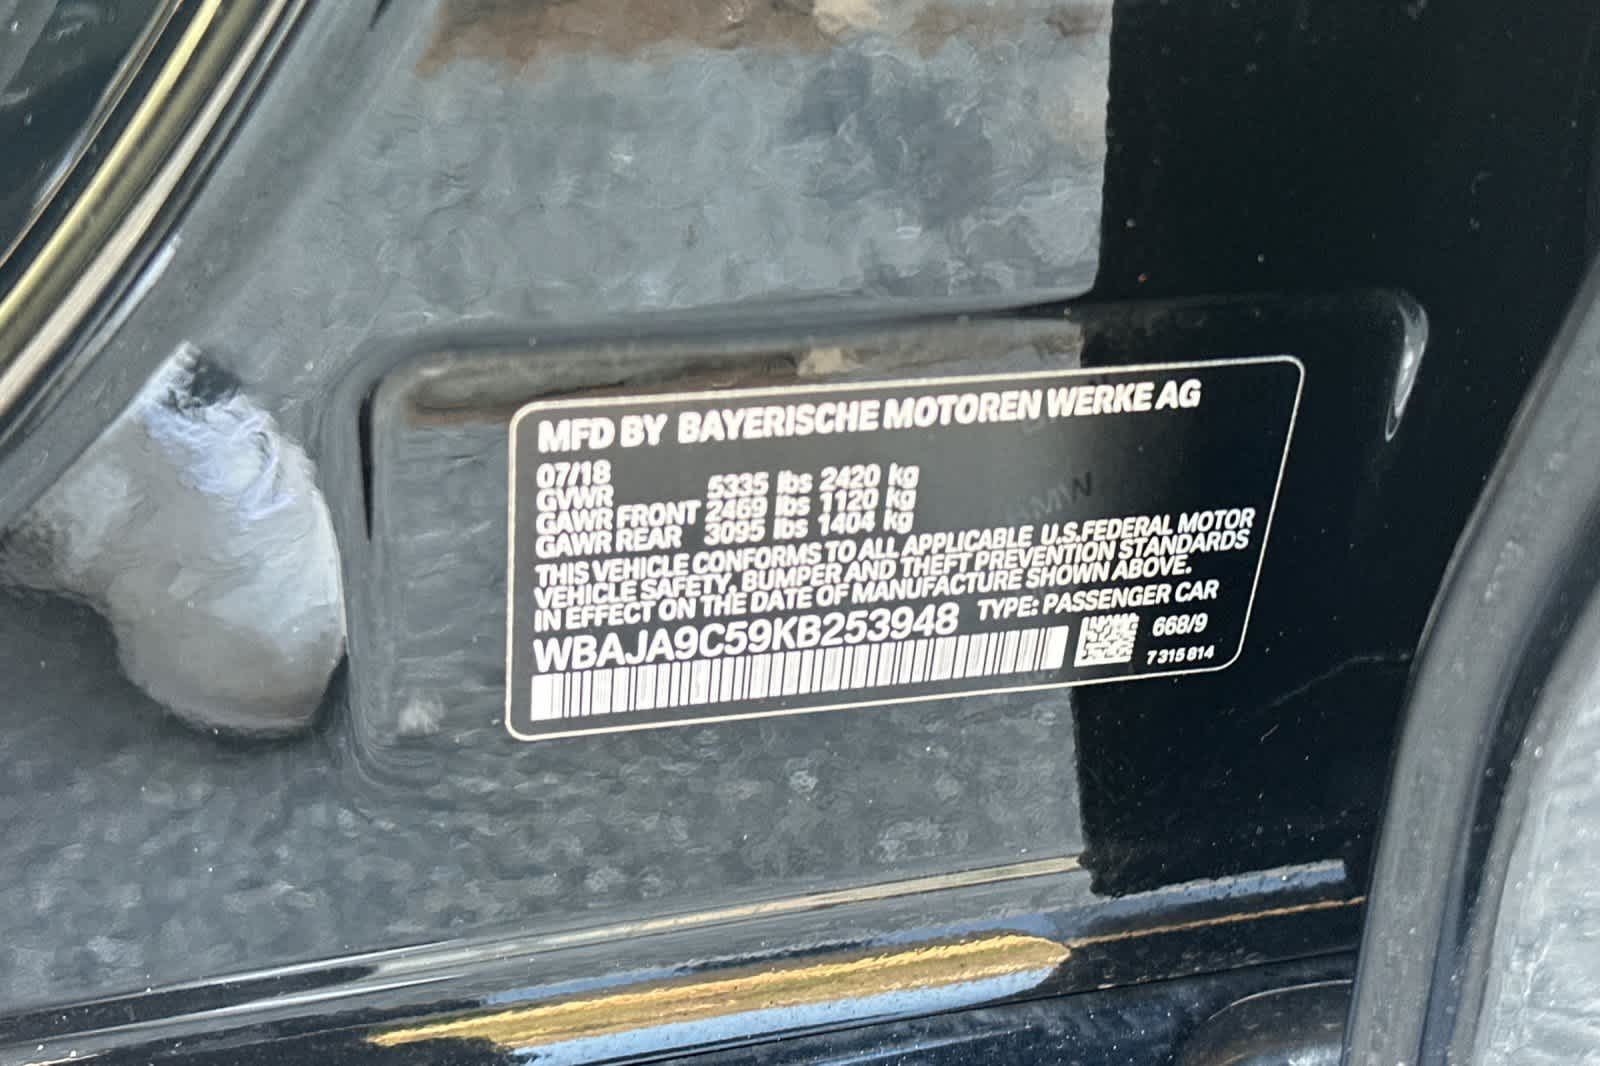 MFD BY BAYERISCHE MOTOREN WERKE AG
07/18
GVWR 5335 lbs 2420 kg
GAWR FRONT 2469 lbs 1120 kg
GAWR REAR 3095 lbs 1404 kg
THIS VEHICLE CONFORMS TO ALL APPLICABLE U.S.FEDERAL MOTOR
VEHICLE SAFETY, BUMPER AND THEFT PREVENTION STANDARDS
IN EFFECT ON THE DATE OF MANUFACTURE SHOWN ABOVE.
WBAJA9C59KB253948 TYPE: PASSENGER CAR
668/9
7 315 814